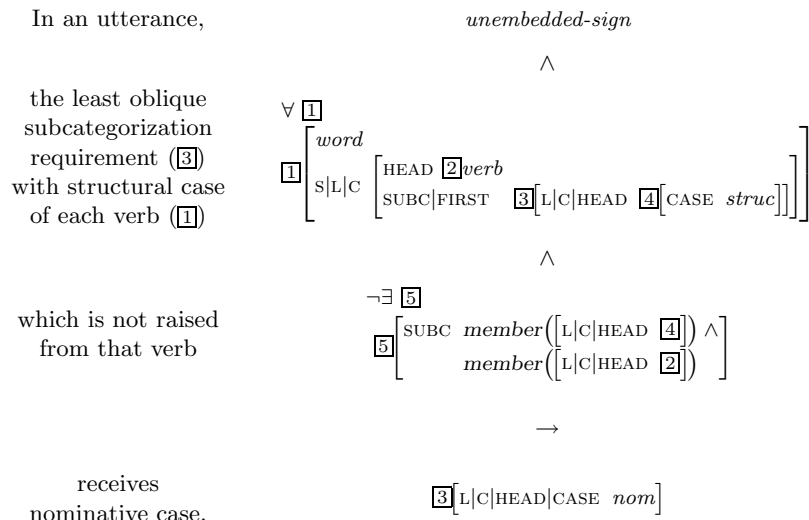 In an utterance, unembedded-sign
∧
the least oblique
subcategorization
requirement (3)
with structural case
of each verb (1)
∀ 1
1 [word
S|L|C [HEAD 2 verb
SUBC|FIRST 3[L|C|HEAD 4[CASE struc]]]]
∧
which is not raised
from that verb
¬∃ 5
5 [SUBC member([L|C|HEAD 4]) ∧
member([L|C|HEAD 2])]
→
receives
nominative case.
3[L|C|HEAD|CASE nom]